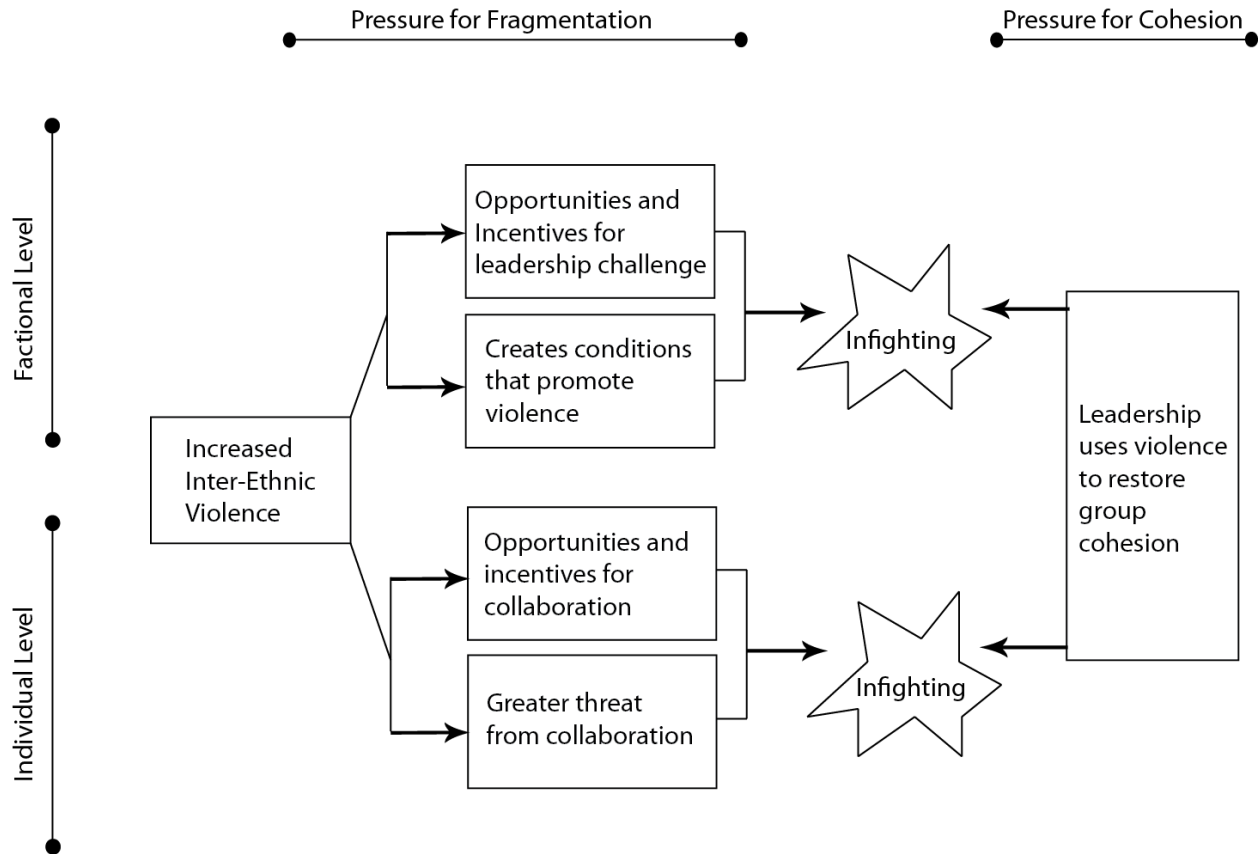 Pressure for Fragmentation
Pressure for Cohesion
Factional Level
Opportunities and
Incentives for
leadership challenge
Creates conditions
that promote
violence
Infighting
Increased
Inter-Ethnic
Violence
Leadership
uses violence
to restore
group
cohesion
Individual Level
Opportunities and
incentives for
collaboration
Greater threat
from collaboration
Infighting